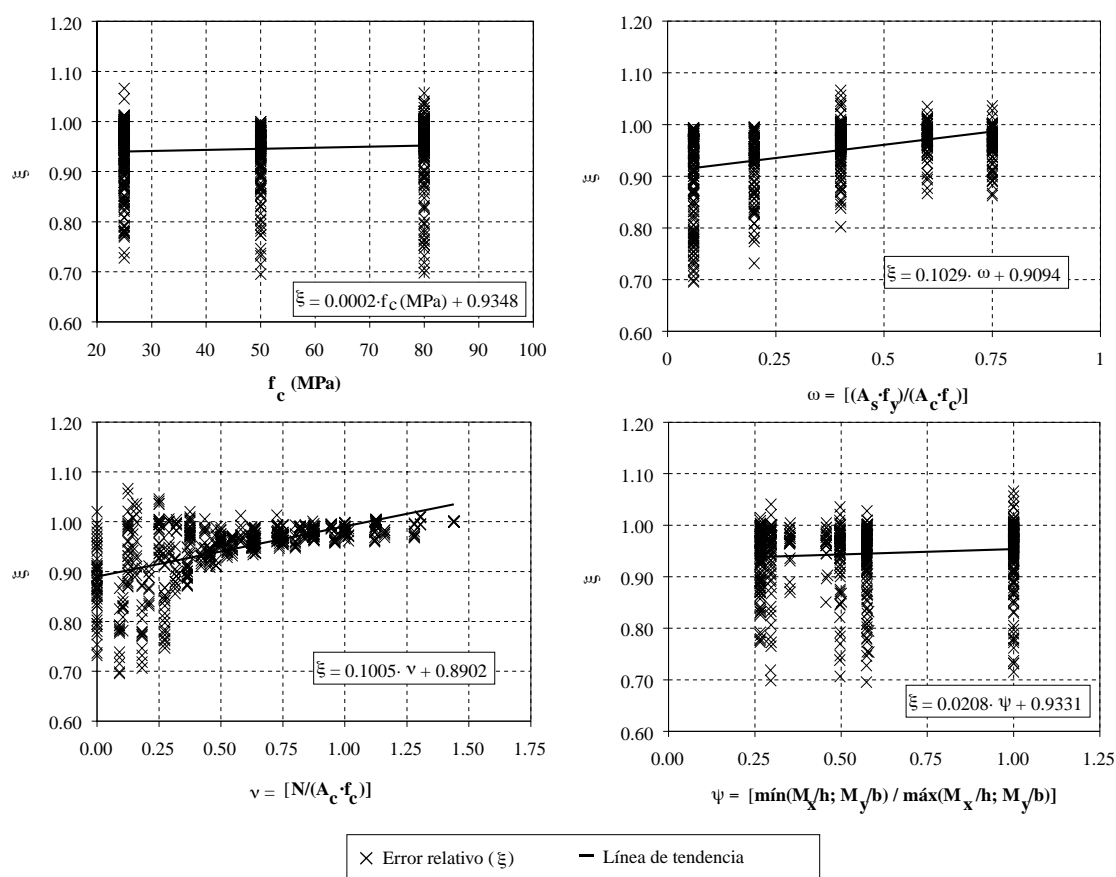 1.20
1.10
1.00
0.90
0.80
0.70
0.60
ξ
20 30 40 50 60 70 80 90 100
f_c (MPa)
ξ = 0.0002·f_c (MPa) + 0.9348
1.20
1.10
1.00
0.90
0.80
0.70
0.60
ξ
0 0.25 0.5 0.75 1
ω = [(A_s·f_y)/(A_c·f_c)]
ξ = 0.1029· ω + 0.9094
1.20
1.10
1.00
0.90
0.80
0.70
0.60
ξ
0.00 0.25 0.50 0.75 1.00 1.25 1.50 1.75
ν = [N/(A_c·f_c)]
ξ = 0.1005· ν + 0.8902
1.20
1.10
1.00
0.90
0.80
0.70
0.60
ξ
0.00 0.25 0.50 0.75 1.00 1.25
ψ = [mín(M_x/h; M_y/b) / máx(M_x/h; M_y/b)]
ξ = 0.0208· ψ + 0.9331
Error relativo (ξ) Línea de tendencia